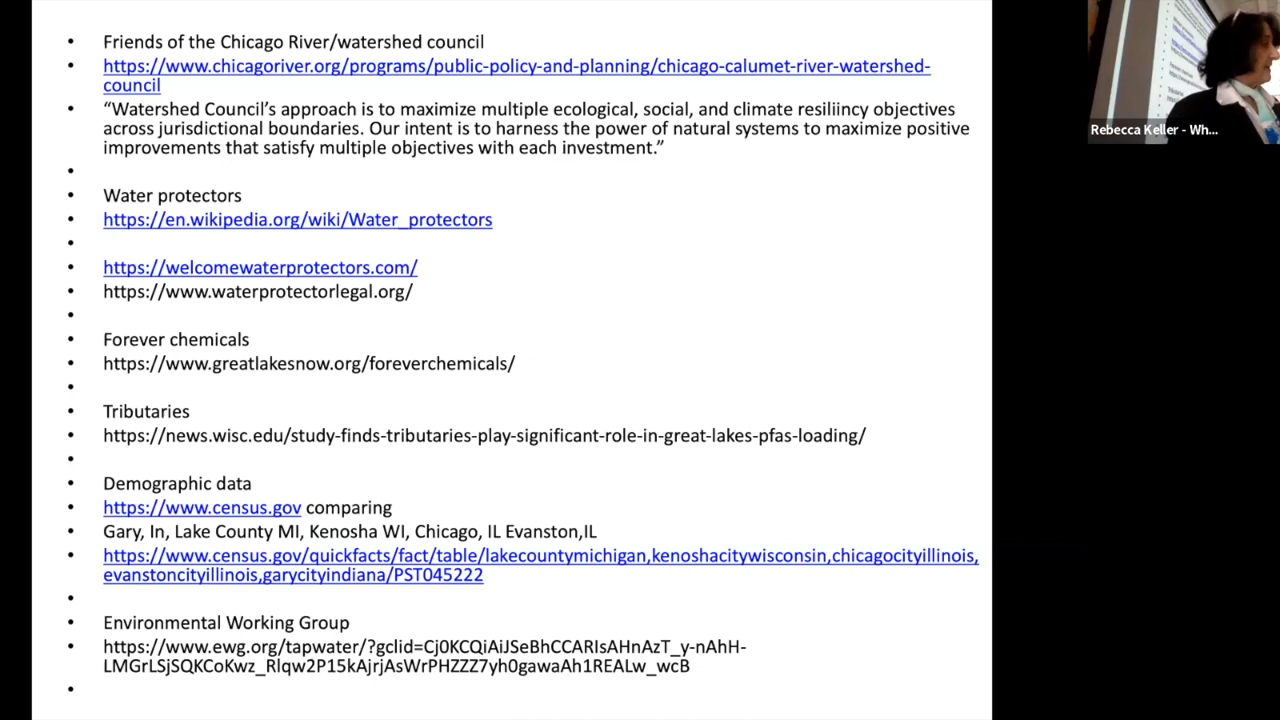 • Friends of the Chicago River/watershed council
• https://www.chicagoriver.org/programs/public-policy-and-planning/chicago-calumet-river-watershed-
council
• “Watershed Council’s approach is to maximize multiple ecological, social, and climate resiliincy objectives
across jurisdictional boundaries. Our intent is to harness the power of natural systems to maximize positive
improvements that satisfy multiple objectives with each investment.”
•
• Water protectors
• https://en.wikipedia.org/wiki/Water_protectors
•
• https://welcomewaterprotectors.com/
• https://www.waterprotectorlegal.org/
•
• Forever chemicals
• https://www.greatlakesnow.org/foreverchemicals/
•
• Tributaries
• https://news.wisc.edu/study-finds-tributaries-play-significant-role-in-great-lakes-pfas-loading/
•
• Demographic data
• https://www.census.gov comparing
• Gary, In, Lake County MI, Kenosha WI, Chicago, IL Evanston,IL
• https://www.census.gov/quickfacts/fact/table/lakecountymichigan,kenoshacitywisconsin,chicagocityillinois,
evanstoncityillinois,garycityindiana/PST045222
•
• Environmental Working Group
• https://www.ewg.org/tapwater/?gclid=Cj0KCQiAiJSeBhCCARIsAHnAzT_y-nAhH-
LMGrLSjSQKCoKwz_Rlqw2P15kAjrjAsWrPHZZZ7yh0gawaAh1REALw_wcB
•
Rebecca Keller - Wh...